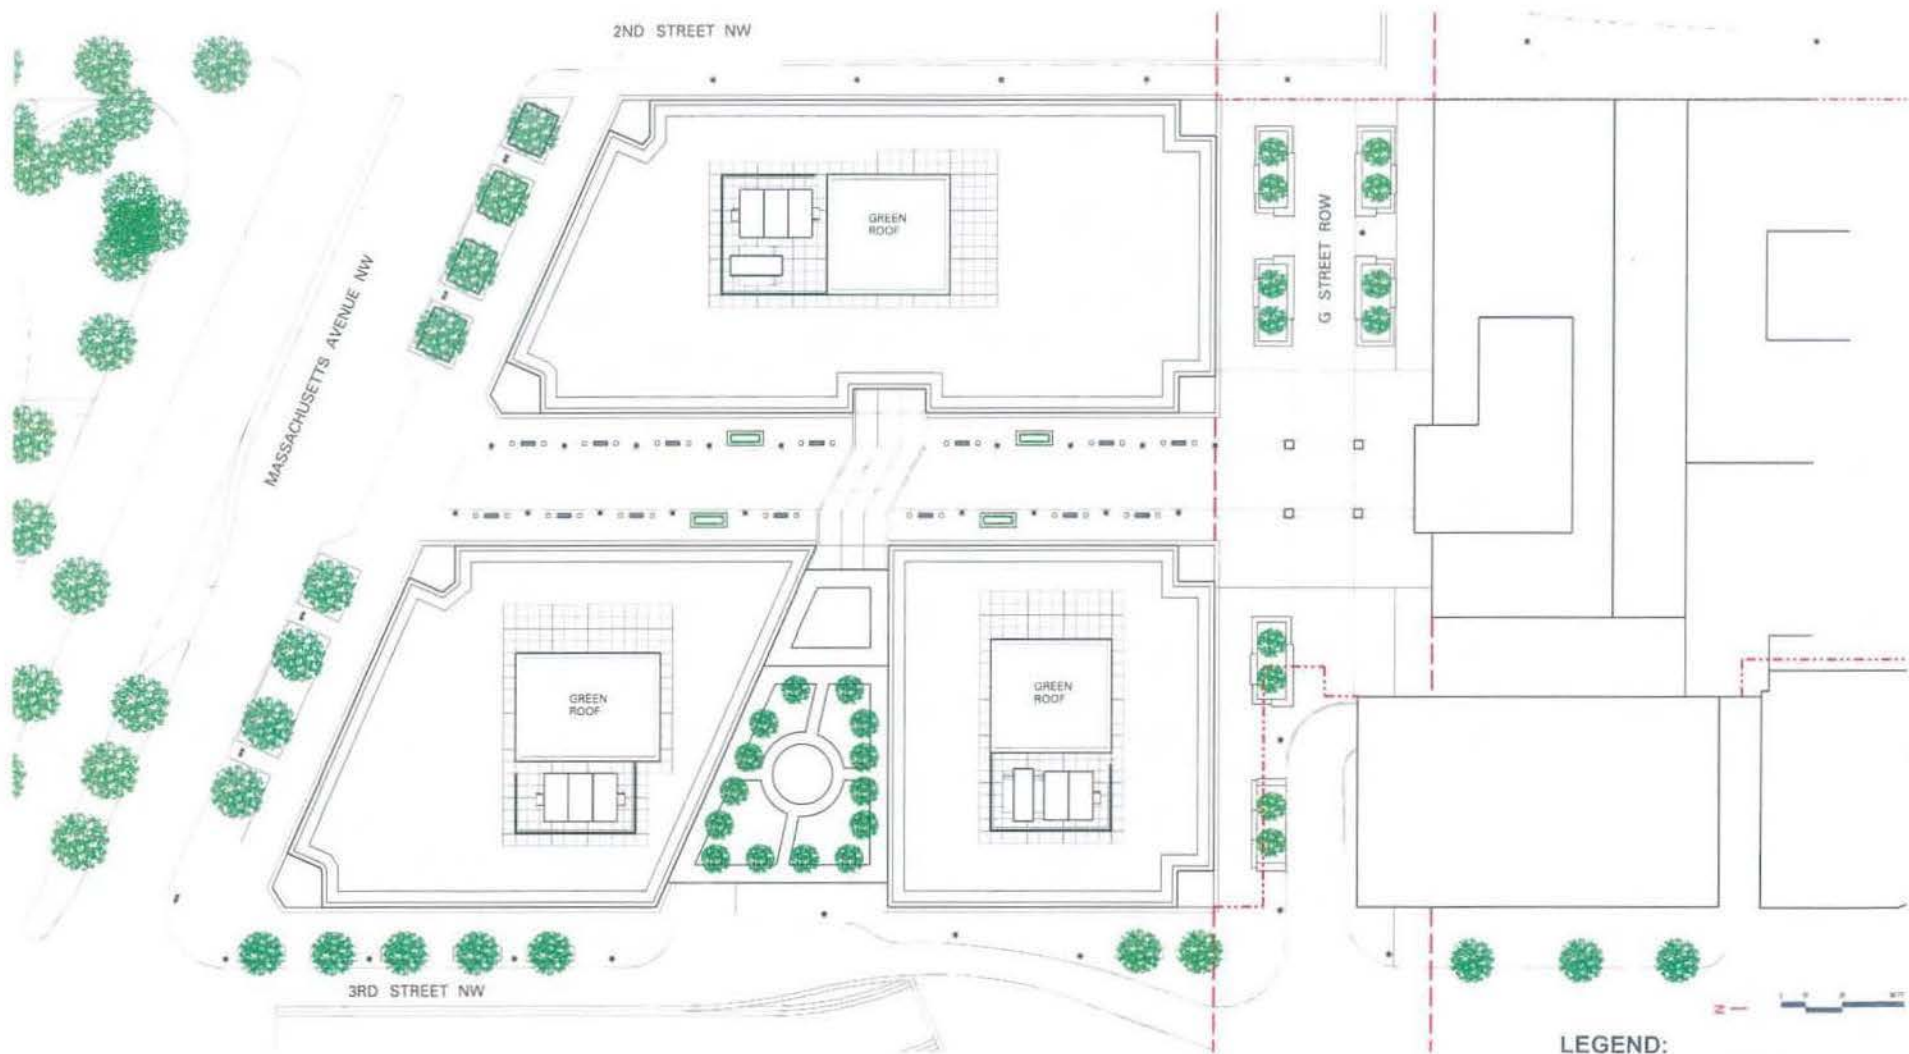 2ND STREET NW
GREEN
ROOF
G STREET ROW
MASSACHUSETTS AVENUE NW
GREEN
ROOF
GREEN
ROOF
3RD STREET NW
N
LEGEND: